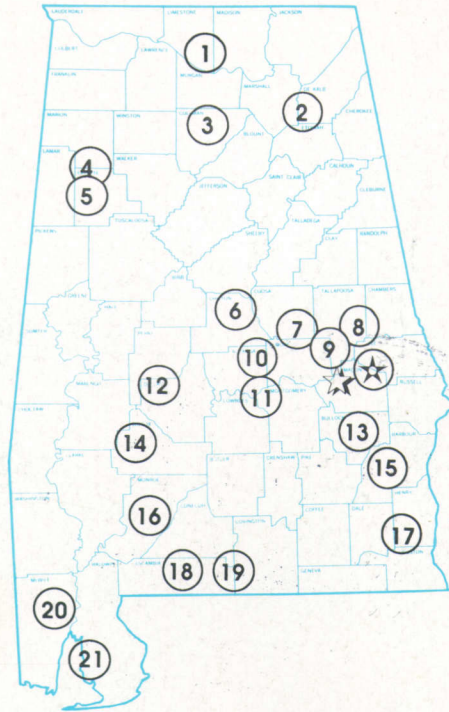 LAUDERDALE
LIMESTONE
MADISON
JACKSON
1
COLBERT
LAWRENCE
FRANKLIN
MORGAN
MARSHALL
DE KALB
2
CHEROKEE
MARION
WINSTON
CULLMAN
3
BLOUNT
ETOWAH
LAMAR
4
WALKER
CALHOUN
5
JEFFERSON
SAINT CLAIR
CLEBURNE
TUSCALOOSA
PICKENS
SHELBY
TALLADEGA
CLAY
RANDOLPH
BIBB
COOSA
TALLAPOOSA
CHAMBERS
6
7
8
9
GREENE
HALE
SUMTER
PERRY
10
12
11
MARENGO
RUSSELL
CHOCTAW
BULLOCK
13
14
BARBOUR
CLARKE
BUTLER
CRENSHAW
PIKE
15
MONROE
HENRY
WASHINGTON
16
CONECUH
COVINGTON
COFFEE
DALE
17
HOUSTON
BALDWIN
ESCAMBIA
18
19
GENEVA
MOBILE
20
21